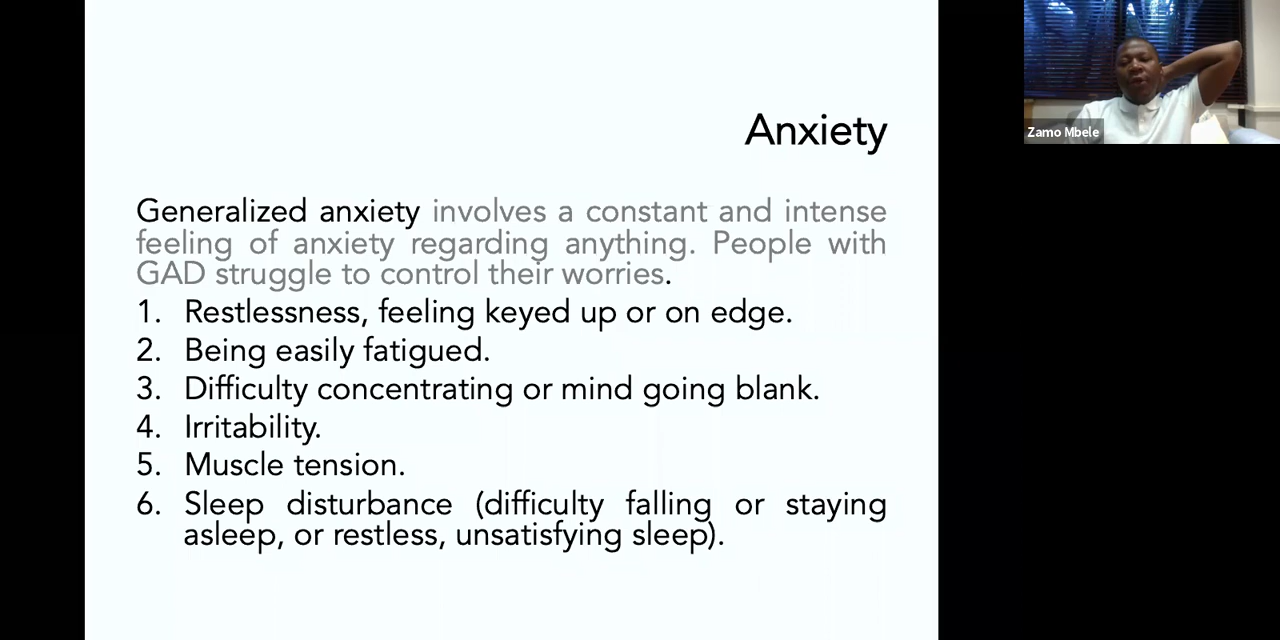 Anxiety
Generalized anxiety involves a constant and intense
feeling of anxiety regarding anything. People with
GAD struggle to control their worries.
1. Restlessness, feeling keyed up or on edge.
2. Being easily fatigued.
3. Difficulty concentrating or mind going blank.
4. Irritability.
5. Muscle tension.
6. Sleep disturbance (difficulty falling or staying
asleep, or restless, unsatisfying sleep).
Zamo Mbele